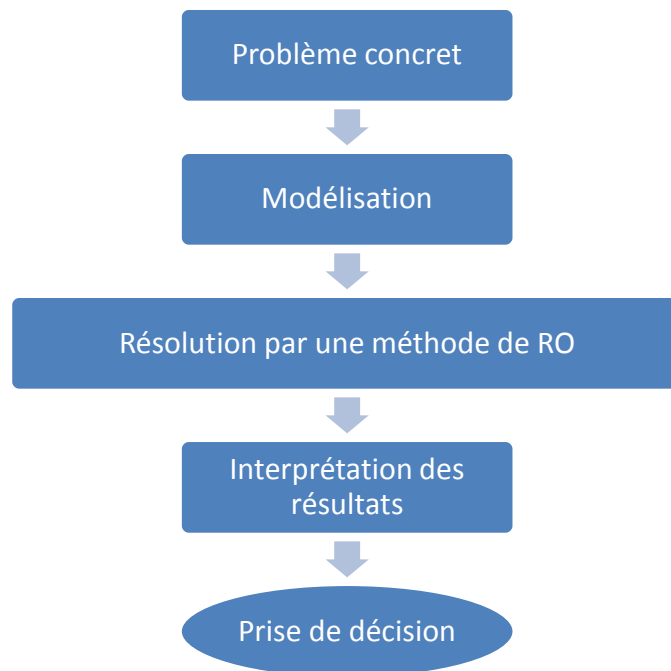 Problème concret
Modélisation
Résolution par une méthode de RO
Interprétation des
résultats
Prise de décision